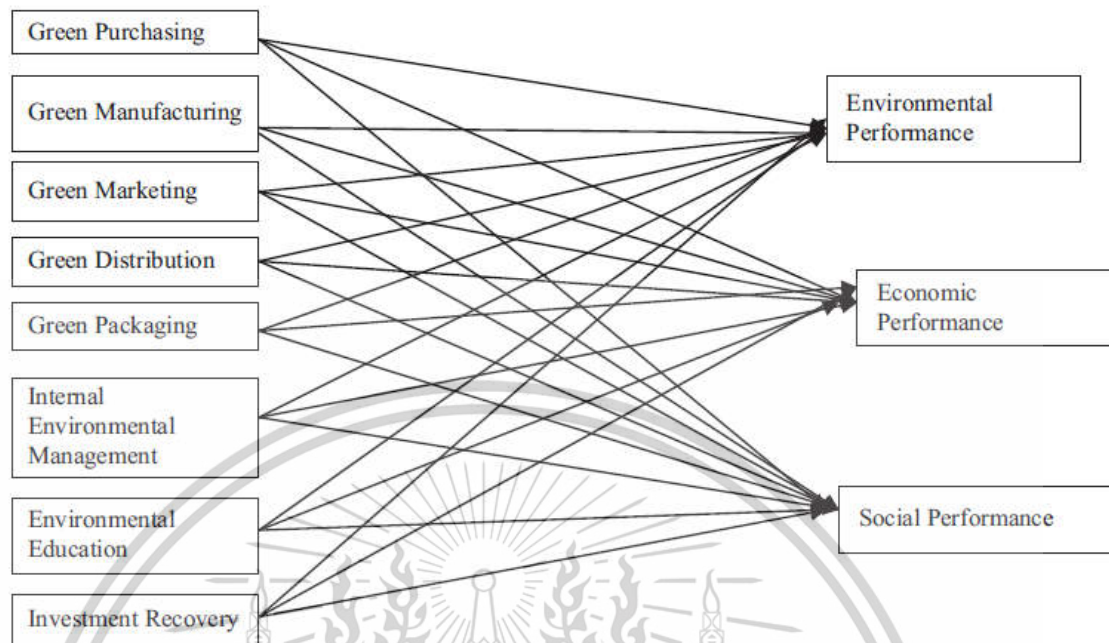 Green Purchasing
Green Manufacturing
Green Marketing
Green Distribution
Green Packaging
Internal
Environmental
Management
Environmental
Education
Investment Recovery
Environmental
Performance
Economic
Performance
Social Performance